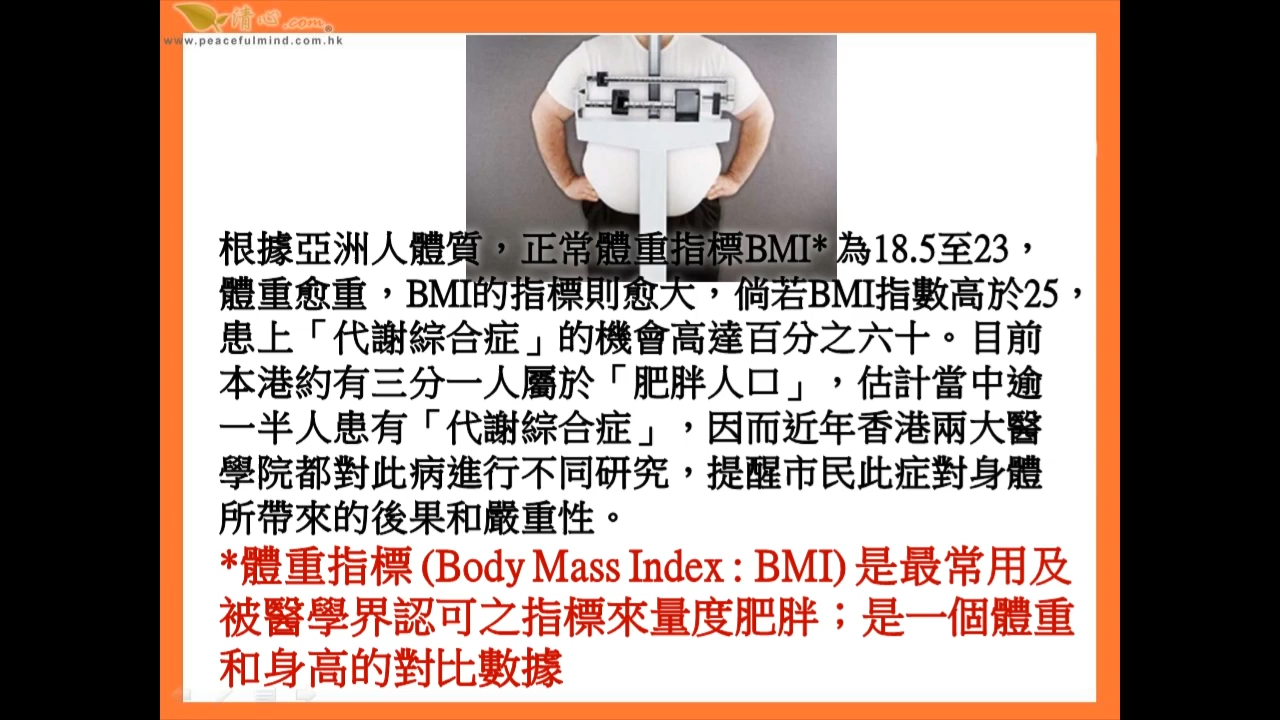 清心.com®
www.peacefulmind.com.hk
根據亞洲人體質，正常體重指標BMI* 為18.5至23，
體重愈重，BMI的指標則愈大，倘若BMI指數高於25，
患上「代謝綜合症」的機會高達百分之六十。目前
本港約有三分一人屬於「肥胖人口」，估計當中逾
一半人患有「代謝綜合症」，因而近年香港兩大醫
學院都對此病進行不同研究，提醒市民此症對身體
所帶來的後果和嚴重性。
*體重指標 (Body Mass Index : BMI) 是最常用及
被醫學界認可之指標來量度肥胖；是一個體重
和身高的對比數據